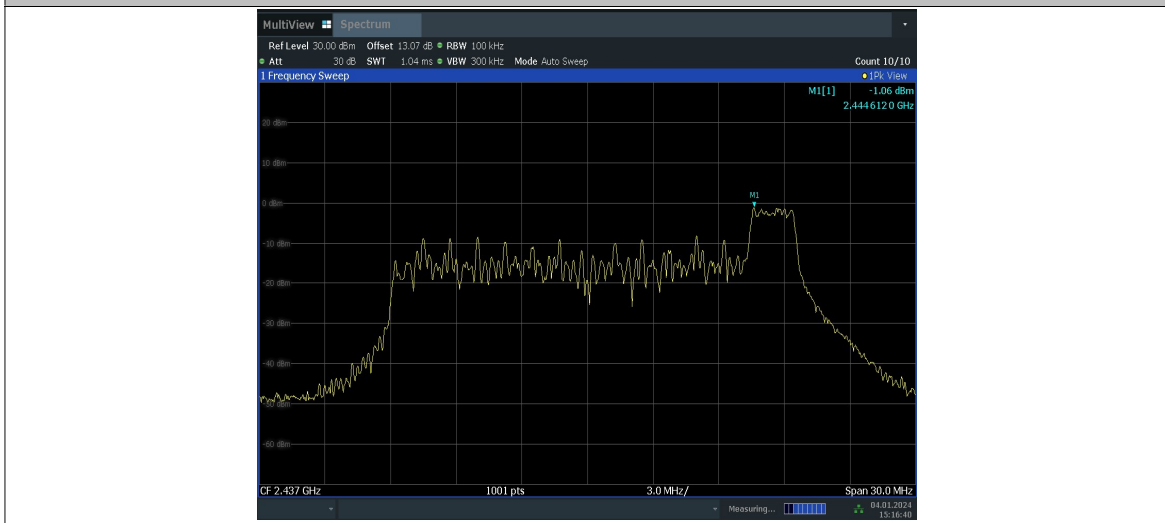 MultiView Spectrum
Ref Level 30.00 dBm Offset 13.07 dB RBW 100 kHz
Att 30 dB SWT 1.04 ms VBW 300 kHz Mode Auto Sweep Count 10/10
1 Frequency Sweep 1Pk View
M1[1] -1.06 dBm
2.4446120 GHz
20 dBm
10 dBm
M1
0 dBm
-10 dBm
-20 dBm
-30 dBm
-40 dBm
-50 dBm
-60 dBm
CF 2.437 GHz 1001 pts 3.0 MHz/ Span 30.0 MHz
Measuring... 04.01.2024
15:16:40